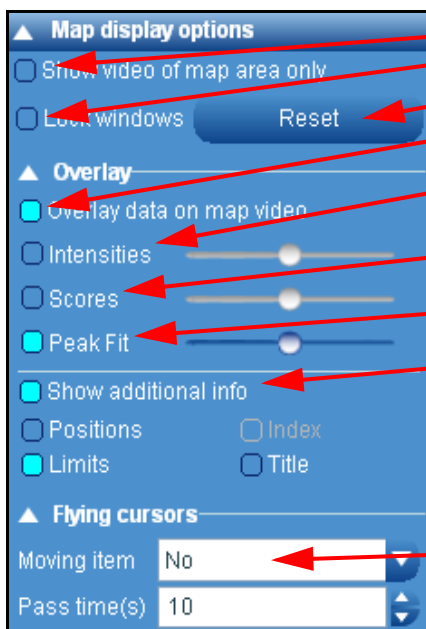 Map display options
Show video of map area only
Lock windows Reset
Overlay
Overlay data on map video
Intensities
Scores
Peak Fit
Show additional info
Positions Index
Limits Title
Flying cursors
Moving item No
Pass time(s) 10